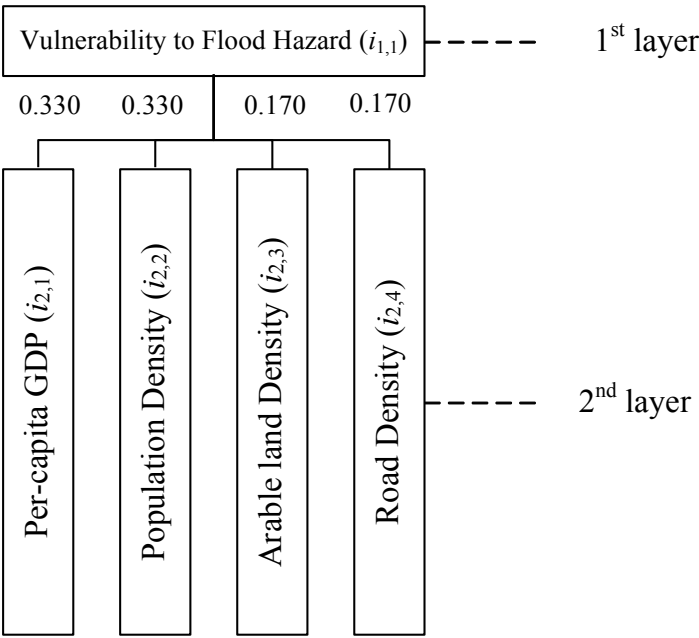 Vulnerability to Flood Hazard (i1,1)
1st layer
0.330 0.330 0.170 0.170
Per-capita GDP (i2,1)
Population Density (i2,2)
Arable land Density (i2,3)
Road Density (i2,4)
2nd layer